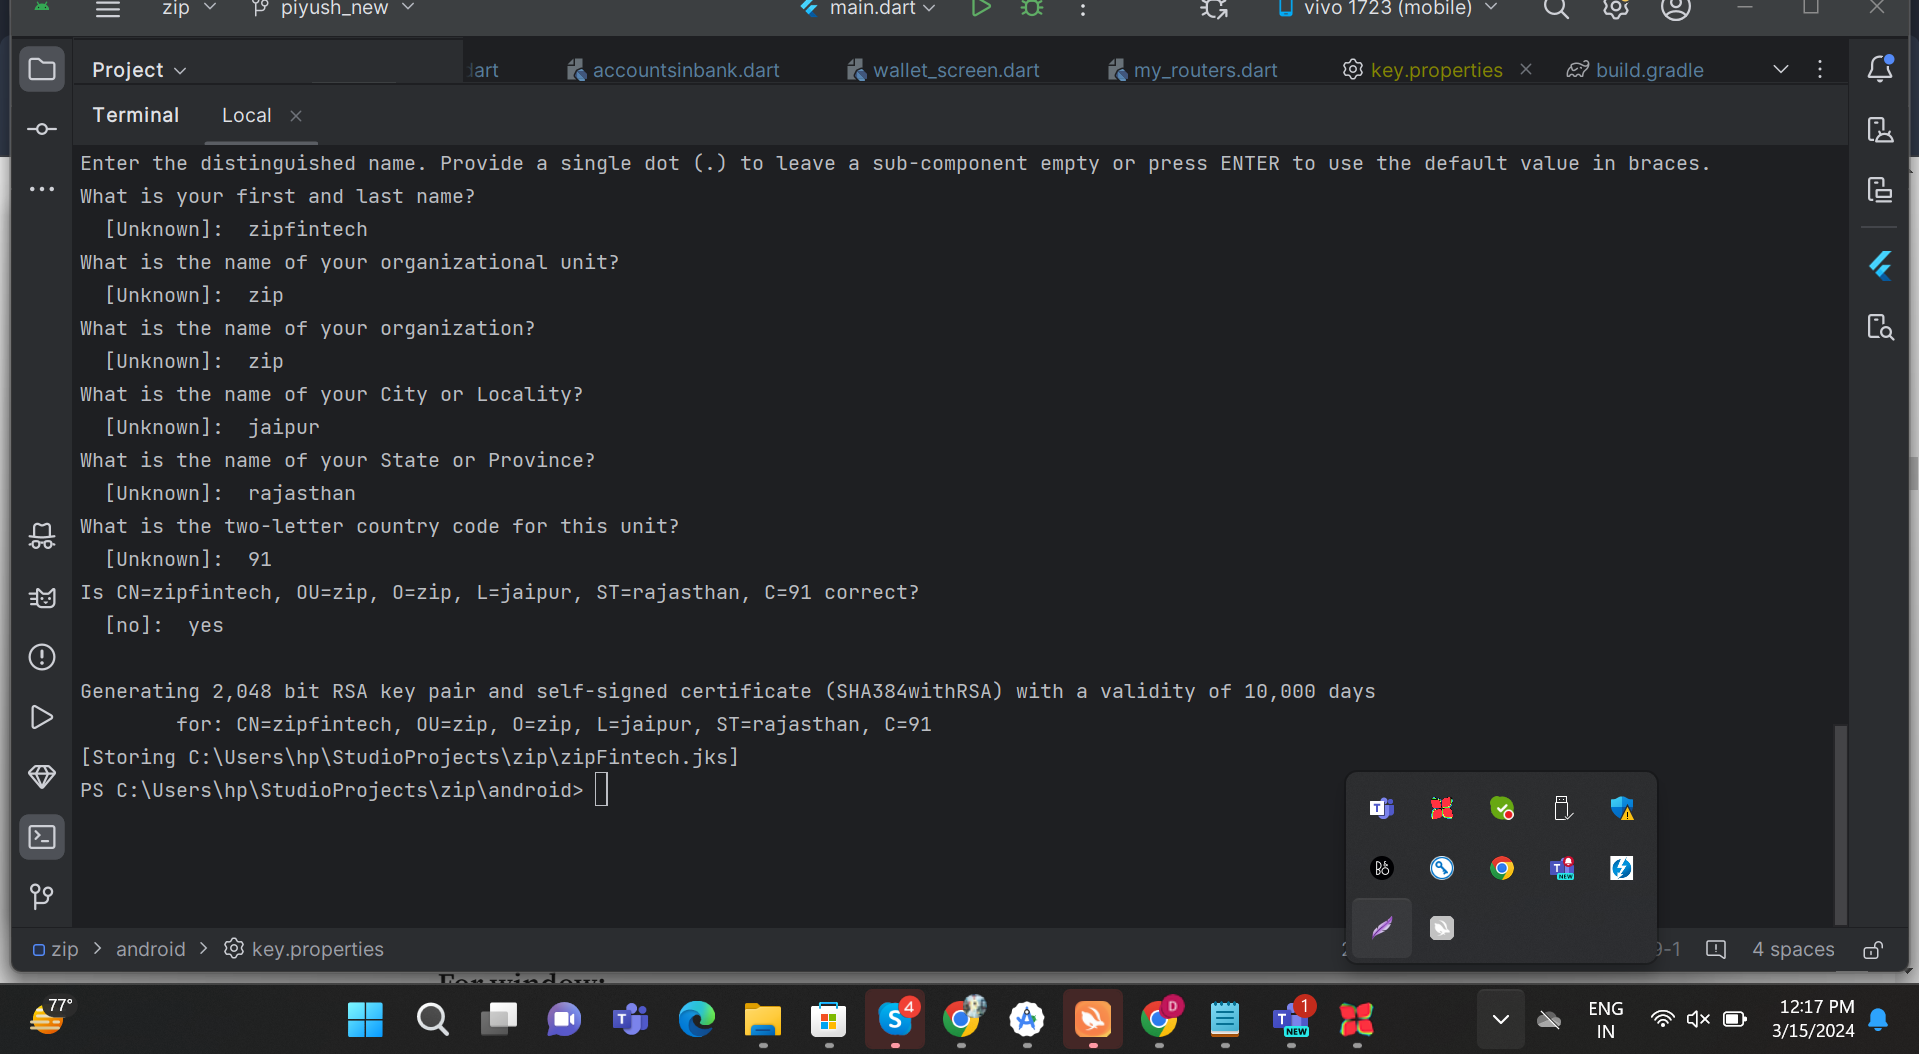 zip piyush_new main.dart vivo 1723 (mobile)
Project dart accountsinbank.dart wallet_screen.dart my_routers.dart key.properties build.gradle
Terminal Local
Enter the distinguished name. Provide a single dot (.) to leave a sub-component empty or press ENTER to use the default value in braces.
What is your first and last name?
[Unknown]: zipfintech
What is the name of your organizational unit?
[Unknown]: zip
What is the name of your organization?
[Unknown]: zip
What is the name of your City or Locality?
[Unknown]: jaipur
What is the name of your State or Province?
[Unknown]: rajasthan
What is the two-letter country code for this unit?
[Unknown]: 91
Is CN=zipfintech, OU=zip, O=zip, L=jaipur, ST=rajasthan, C=91 correct?
[no]: yes
Generating 2,048 bit RSA key pair and self-signed certificate (SHA384withRSA) with a validity of 10,000 days
for: CN=zipfintech, OU=zip, O=zip, L=jaipur, ST=rajasthan, C=91
[Storing C:\Users\hp\StudioProjects\zip\zipFintech.jks]
PS C:\Users\hp\StudioProjects\zip\android>
zip > android > key.properties 4 spaces
For window:
77°
4
D
1
NEW
ENG
IN
12:17 PM
3/15/2024